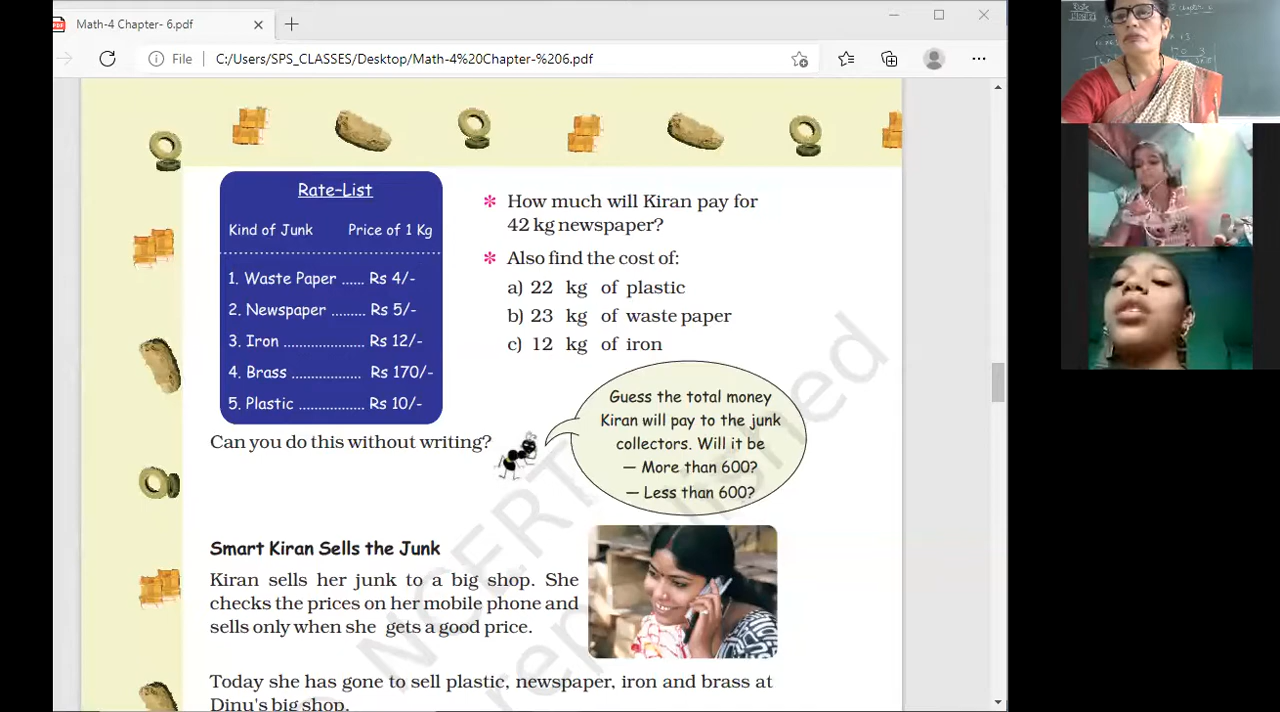 Math-4 Chapter- 6.pdf
File
C:/Users/SPS_CLASSES/Desktop/Math-4%20Chapter-%206.pdf
Rate-List
Kind of Junk Price of 1 Kg
1. Waste Paper ...... Rs 4/-
2. Newspaper ......... Rs 5/-
3. Iron ..................... Rs 12/-
4. Brass .................. Rs 170/-
5. Plastic ................. Rs 10/-
Can you do this without writing?
* How much will Kiran pay for
42 kg newspaper?
* Also find the cost of:
a) 22 kg of plastic
b) 23 kg of waste paper
c) 12 kg of iron
Guess the total money
Kiran will pay to the junk
collectors. Will it be
– More than 600?
– Less than 600?
Smart Kiran Sells the Junk
Kiran sells her junk to a big shop. She
checks the prices on her mobile phone and
sells only when she gets a good price.
Today she has gone to sell plastic, newspaper, iron and brass at
Dinu's big shop.
NCERT